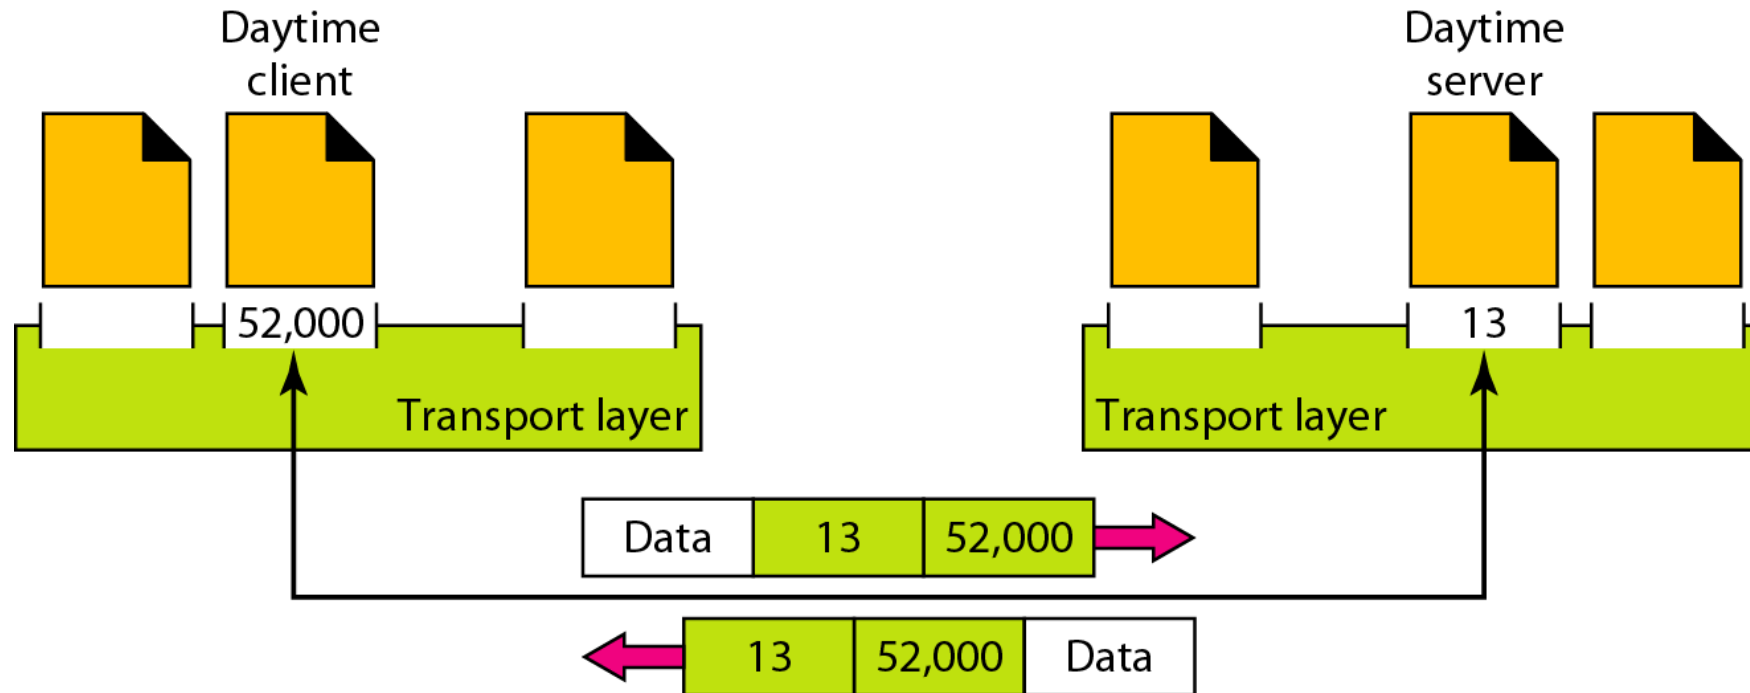 Daytime
client
Daytime
server
52,000
13
Transport layer
Transport layer
Data 13 52,000
13 52,000 Data